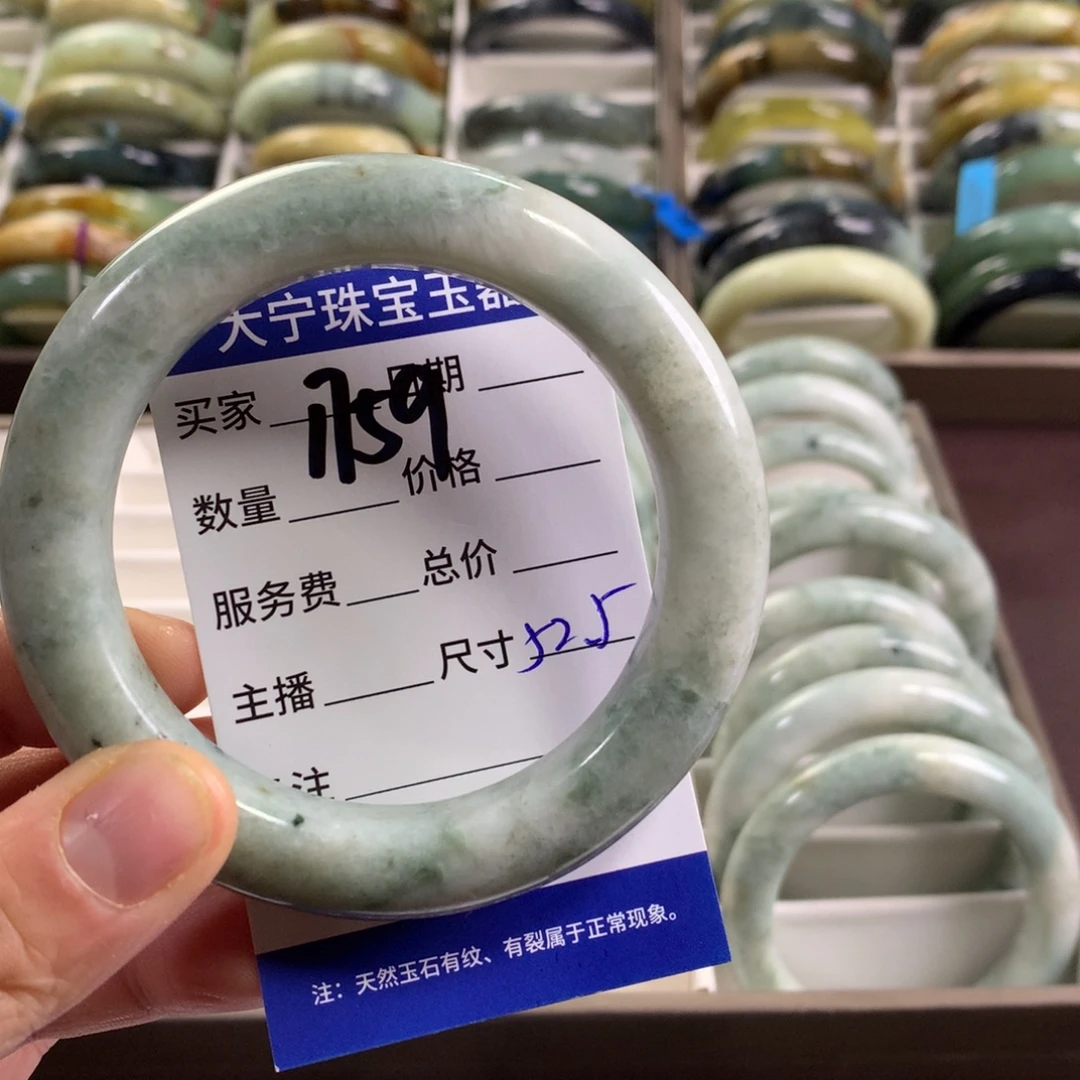 大宁珠宝玉器
买家 日期
1759
数量 价格
服务费 总价
主播 尺寸 52.5
注
注：天然玉石有纹、有裂属于正常现象。